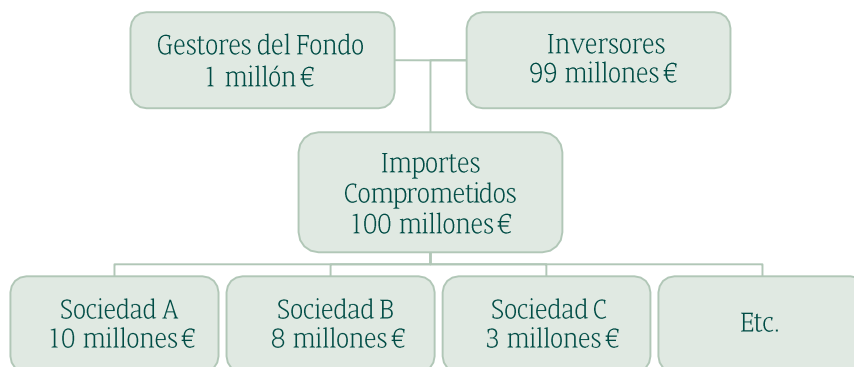 Gestores del Fondo
1 millón €
Inversores
99 millones €
Importes
Comprometidos
100 millones €
Sociedad A
10 millones €
Sociedad B
8 millones €
Sociedad C
3 millones €
Etc.